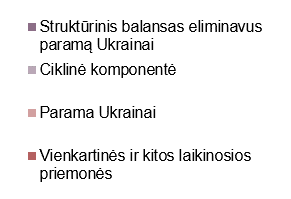 Struktūrinis balansas eliminavus
paramą Ukrainai
Ciklinė komponentė
Parama Ukrainai
Vienkartinės ir kitos laikinosios
priemonės